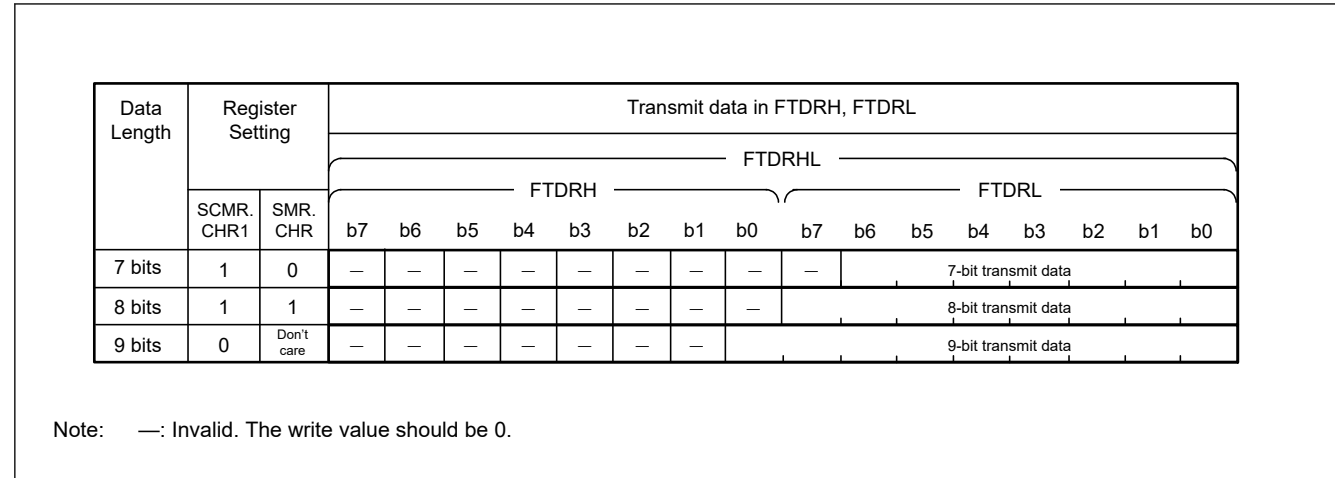 Data Length Register Setting Transmit data in FTDRH, FTDRL
FTDRHL
FTDRH FTDRL
SCMR. CHR1 SMR. CHR b7 b6 b5 b4 b3 b2 b1 b0 b7 b6 b5 b4 b3 b2 b1 b0
7 bits 1 0 — — — — — — — — — 7-bit transmit data
8 bits 1 1 — — — — — — — — 8-bit transmit data
9 bits 0 Don't care — — — — — — — 9-bit transmit data
Note: —: Invalid. The write value should be 0.